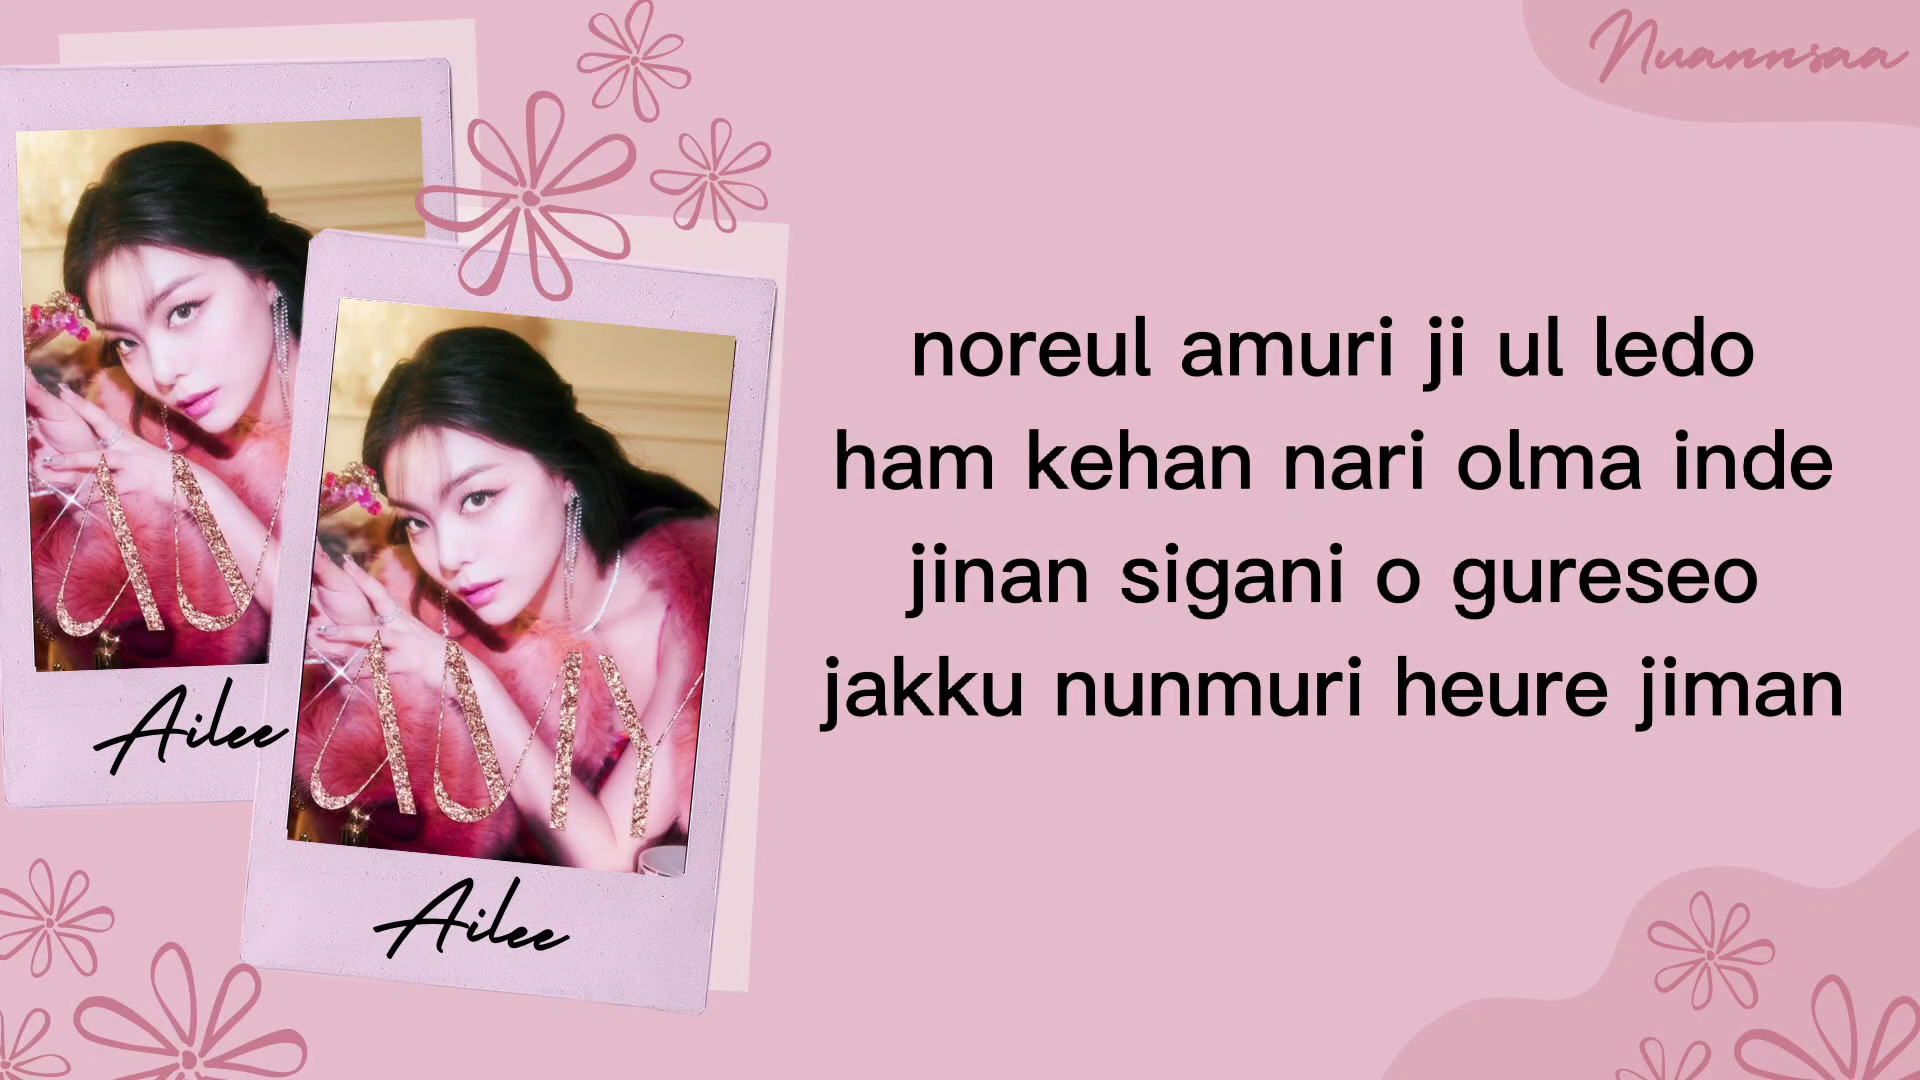 Nuannsaa
noreul amuri ji ul ledo
ham kehan nari olma inde
jinan sigani o gureseo
jakku nunmuri heure jiman
Ailee
Ailee